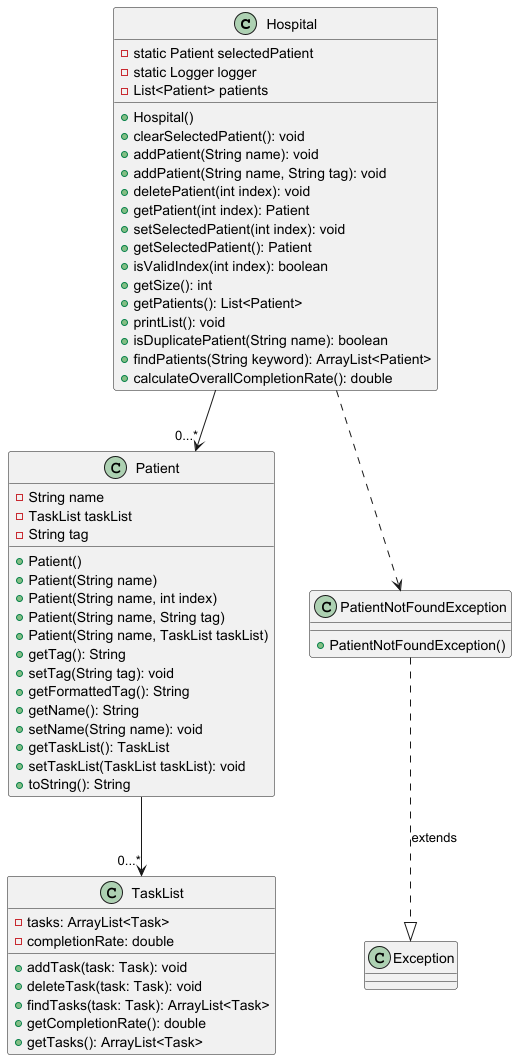 C Hospital
static Patient selectedPatient
static Logger logger
List<Patient> patients
Hospital()
clearSelectedPatient(): void
addPatient(String name): void
addPatient(String name, String tag): void
deletePatient(int index): void
getPatient(int index): Patient
setSelectedPatient(int index): void
getSelectedPatient(): Patient
isValidIndex(int index): boolean
getSize(): int
getPatients(): List<Patient>
printList(): void
isDuplicatePatient(String name): boolean
findPatients(String keyword): ArrayList<Patient>
calculateOverallCompletionRate(): double
0...*
C Patient
String name
TaskList taskList
String tag
Patient()
Patient(String name)
Patient(String name, int index)
Patient(String name, String tag)
Patient(String name, TaskList taskList)
getTag(): String
setTag(String tag): void
getFormattedTag(): String
getName(): String
setName(String name): void
getTaskList(): TaskList
setTaskList(TaskList taskList): void
toString(): String
C PatientNotFoundException
PatientNotFoundException()
extends
0...*
C TaskList
tasks: ArrayList<Task>
completionRate: double
addTask(task: Task): void
deleteTask(task: Task): void
findTasks(task: Task): ArrayList<Task>
getCompletionRate(): double
getTasks(): ArrayList<Task>
C Exception